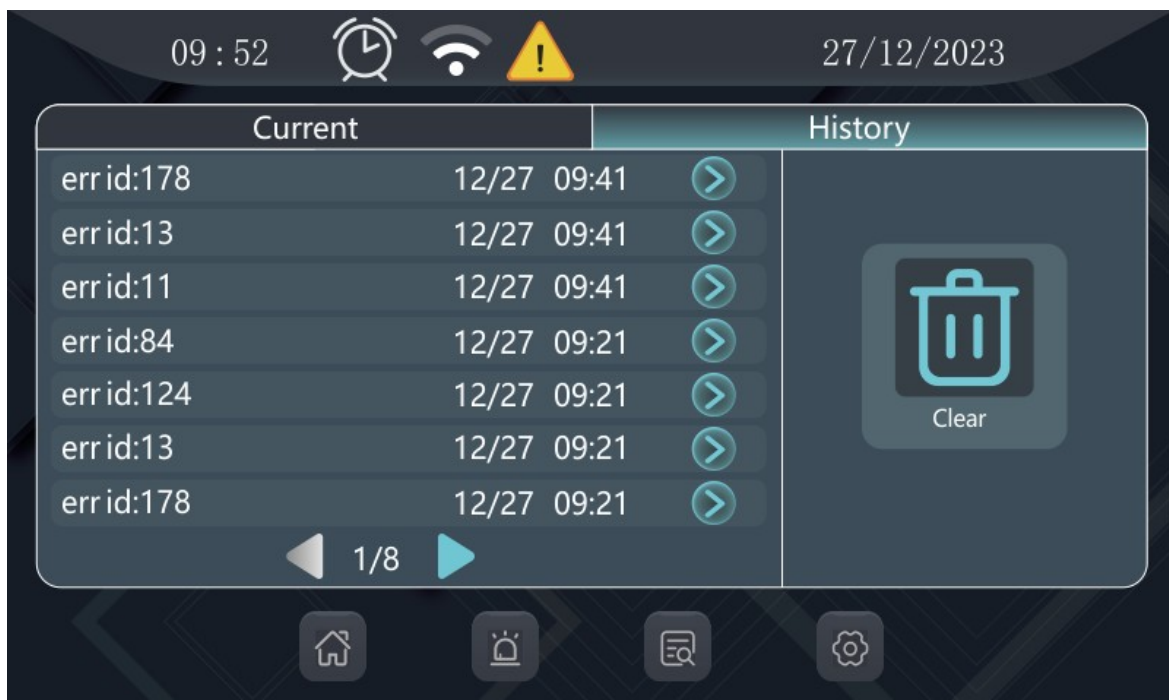 09 : 52 27/12/2023
Current History
err id:178 12/27 09:41
err id:13 12/27 09:41
err id:11 12/27 09:41
err id:84 12/27 09:21
err id:124 12/27 09:21
err id:13 12/27 09:21
err id:178 12/27 09:21
Clear
1/8